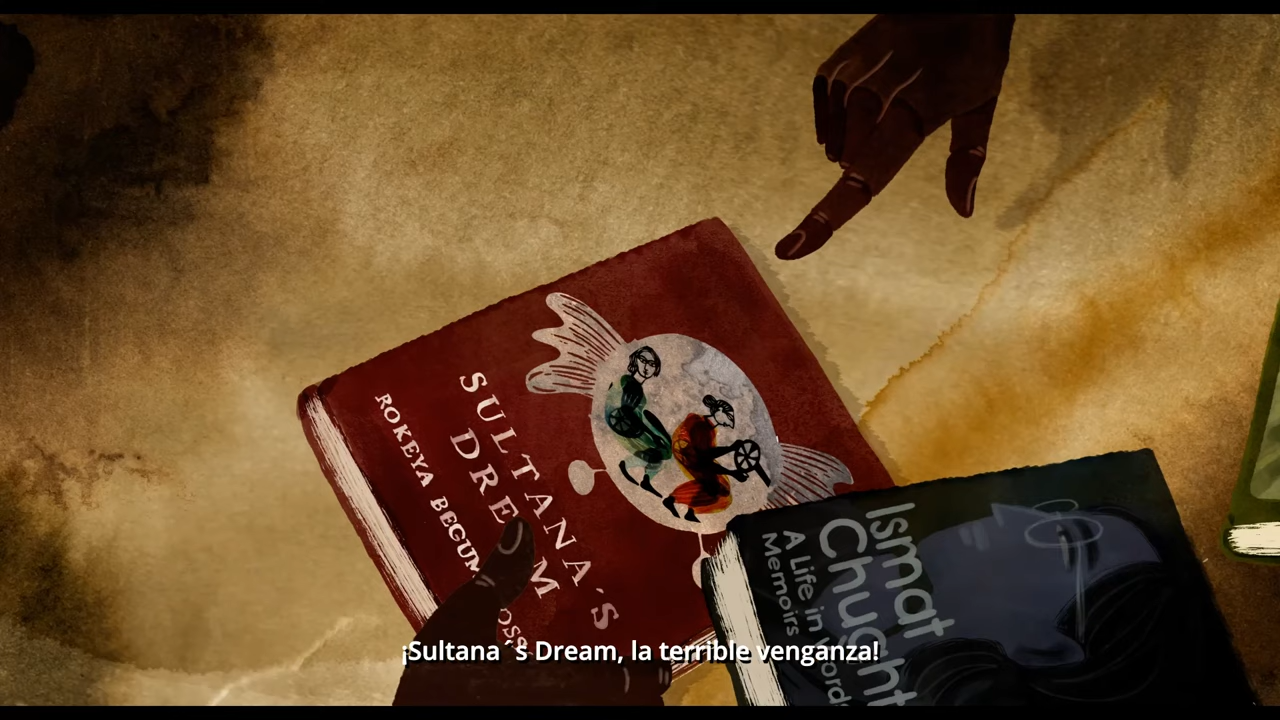 SULTANA'S
DREAM
ROKEYA BEGUM
Ismat
Chught
A Life in Words
Memoirs
¡Sultana ´s Dream, la terrible venganza!